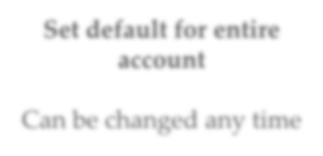 Set default for entire
account
Can be changed any time